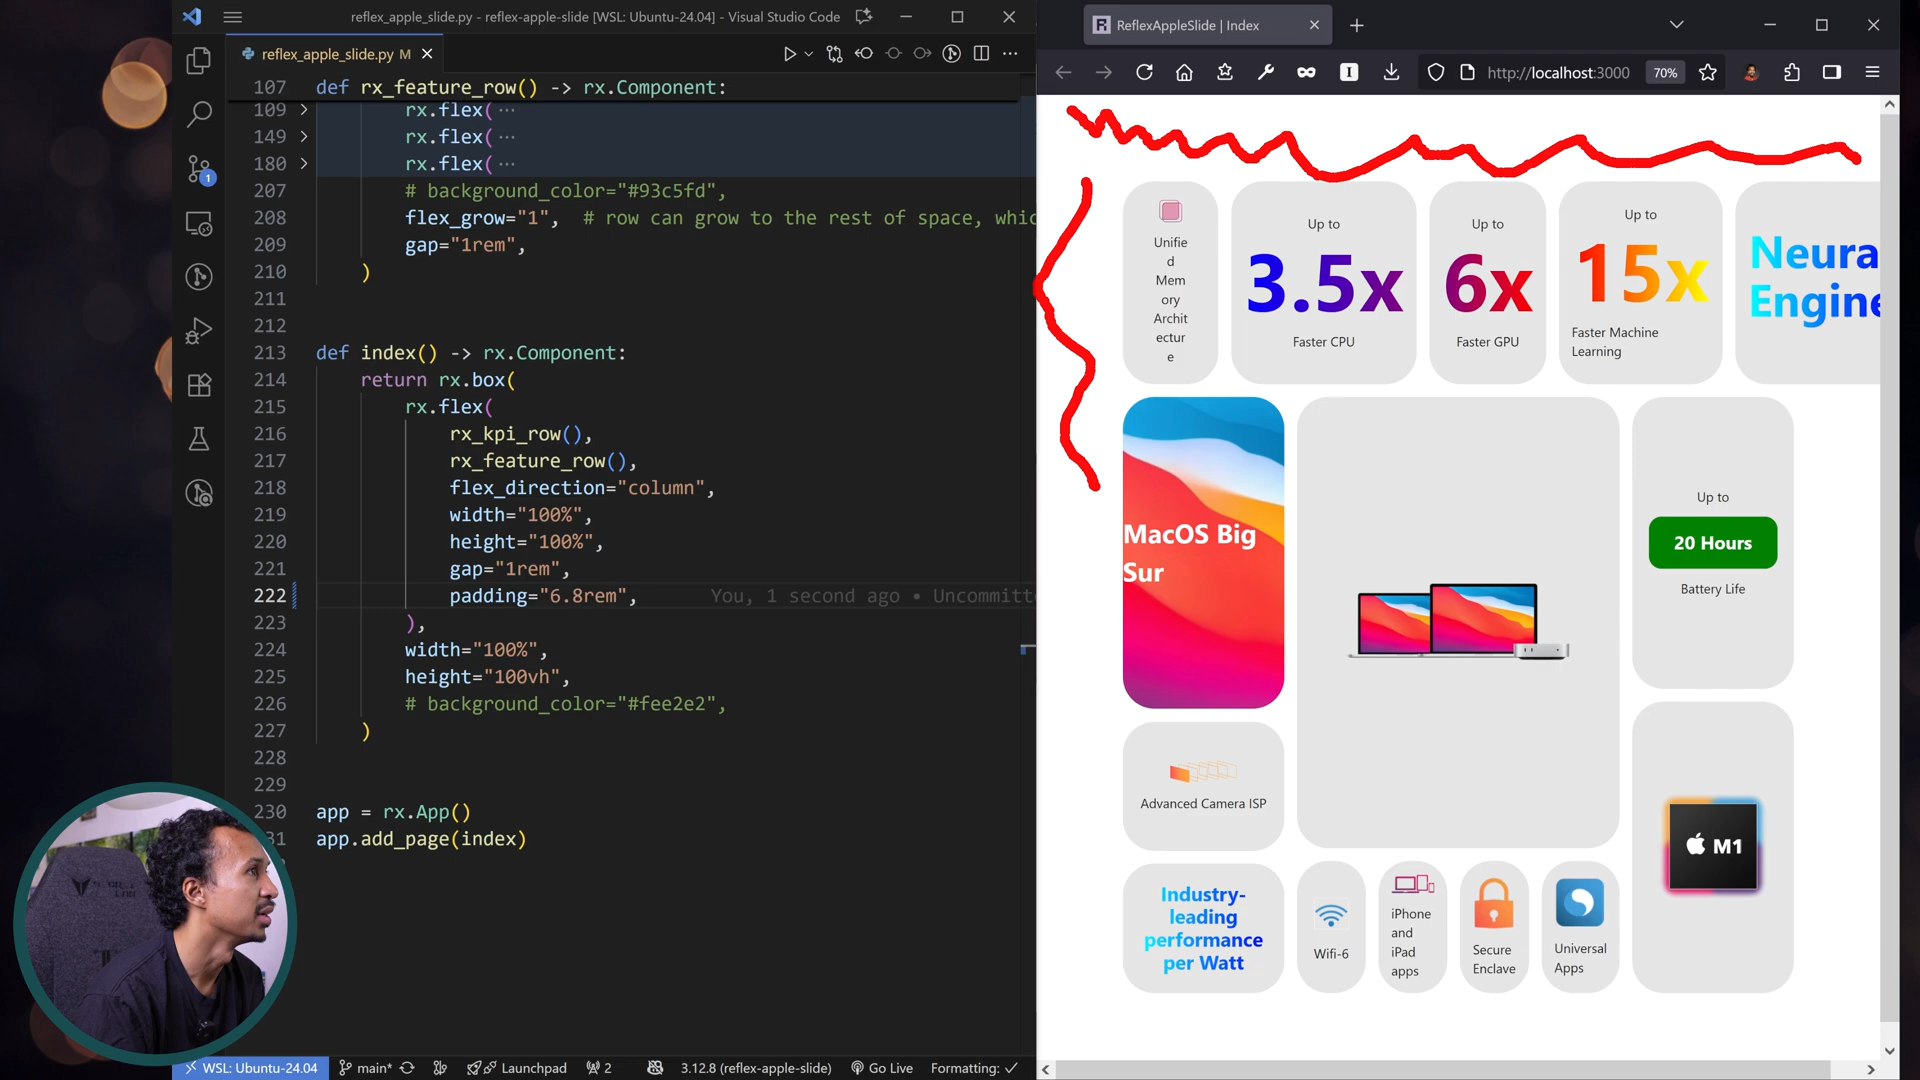 reflex_apple_slide.py - reflex-apple-slide [WSL: Ubuntu-24.04] - Visual Studio Code
reflex_apple_slide.py M
107 def rx_feature_row() -> rx.Component:
109 rx.flex( ···
149 rx.flex( ···
180 rx.flex( ···
207 # background_color="#93c5fd",
208 flex_grow="1", # row can grow to the rest of space, whic
209 gap="1rem",
210 )
211
212
213 def index() -> rx.Component:
214 return rx.box(
215 rx.flex(
216 rx_kpi_row(),
217 rx_feature_row(),
218 flex_direction="column",
219 width="100%",
220 height="100%",
221 gap="1rem",
222 padding="6.8rem", You, 1 second ago • Uncommitte
223 ),
224 width="100%",
225 height="100vh",
226 # background_color="#fee2e2",
227 )
228
229
230 app = rx.App()
31 app.add_page(index)
1
WSL: Ubuntu-24.04 main* Launchpad 2 3.12.8 (reflex-apple-slide) Go Live Formatting: ✓
ReflexAppleSlide | Index
http://localhost:3000 70%
Unifie
d
Mem
ory
Archit
ectur
e
Up to
3.5x
Faster CPU
Up to
6x
Faster GPU
Up to
15x
Faster Machine
Learning
Neura
Engine
MacOS Big
Sur
Up to
20 Hours
Battery Life
Advanced Camera ISP
M1
Industry-
leading
performance
per Watt
Wifi-6
iPhone
and
iPad
apps
Secure
Enclave
Universal
Apps